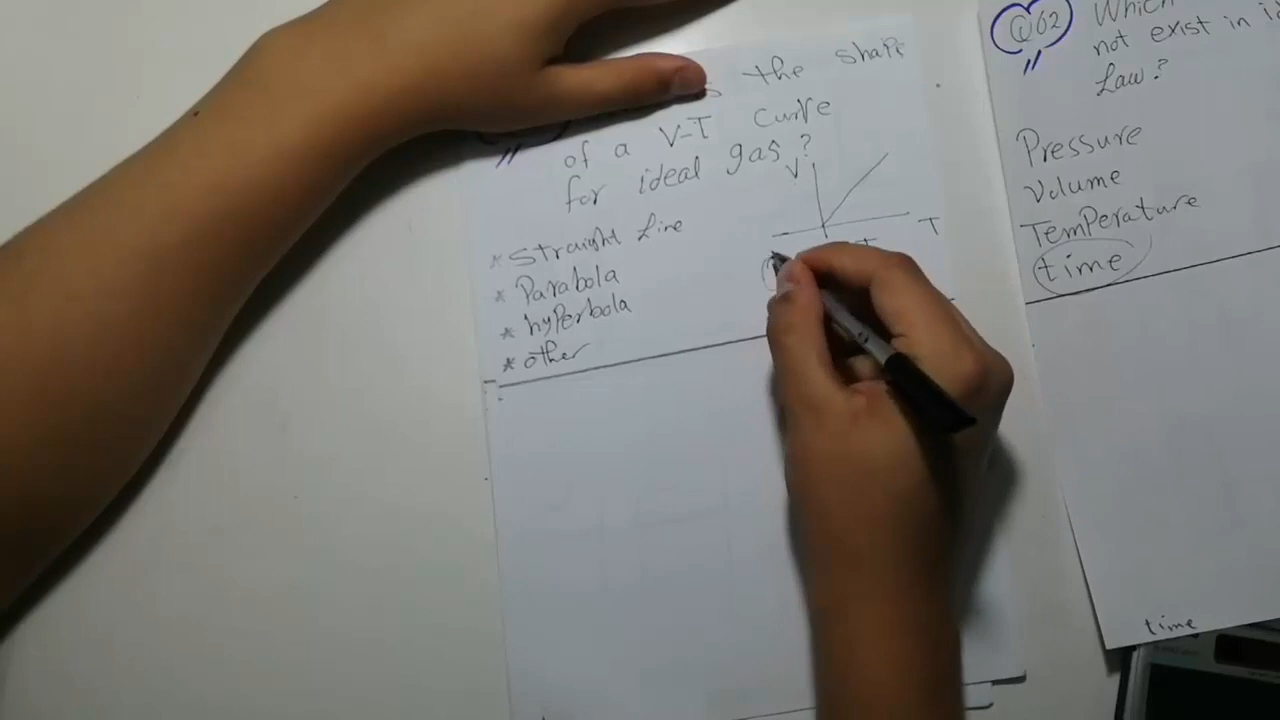 the shape
of a V-T curve
for ideal gas?
V
T
* Straight Line
* Parabola
* hyperbola
* other
Q62 Which
not exist in
Law?
Pressure
Volume
Temperature
time
time